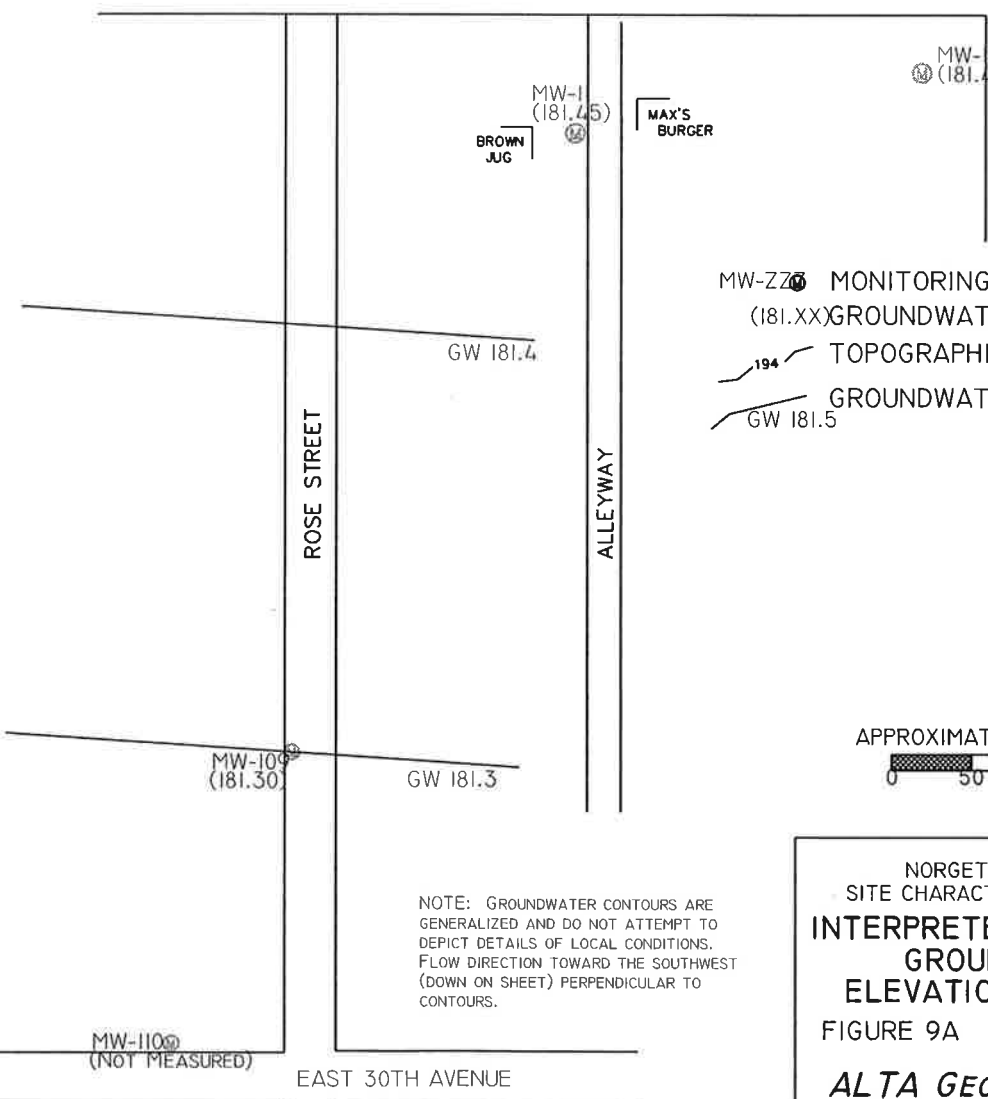 MW-1
(181.45)
BROWN
JUG
MAX'S
BURGER
MW-
(181.4
MW-ZZZ MONITORING
(181.XX)GROUNDWAT
194 TOPOGRAPHI
GW 181.5 GROUNDWAT
GW 181.4
ROSE STREET
ALLEYWAY
MW-109
(181.30)
GW 181.3
APPROXIMAT
0 50
NOTE: GROUNDWATER CONTOURS ARE
GENERALIZED AND DO NOT ATTEMPT TO
DEPICT DETAILS OF LOCAL CONDITIONS.
FLOW DIRECTION TOWARD THE SOUTHWEST
(DOWN ON SHEET) PERPENDICULAR TO
CONTOURS.
NORGET
SITE CHARACT
INTERPRETE
GROU
ELEVATIO
FIGURE 9A
ALTA GEO
MW-110
(NOT MEASURED)
EAST 30TH AVENUE